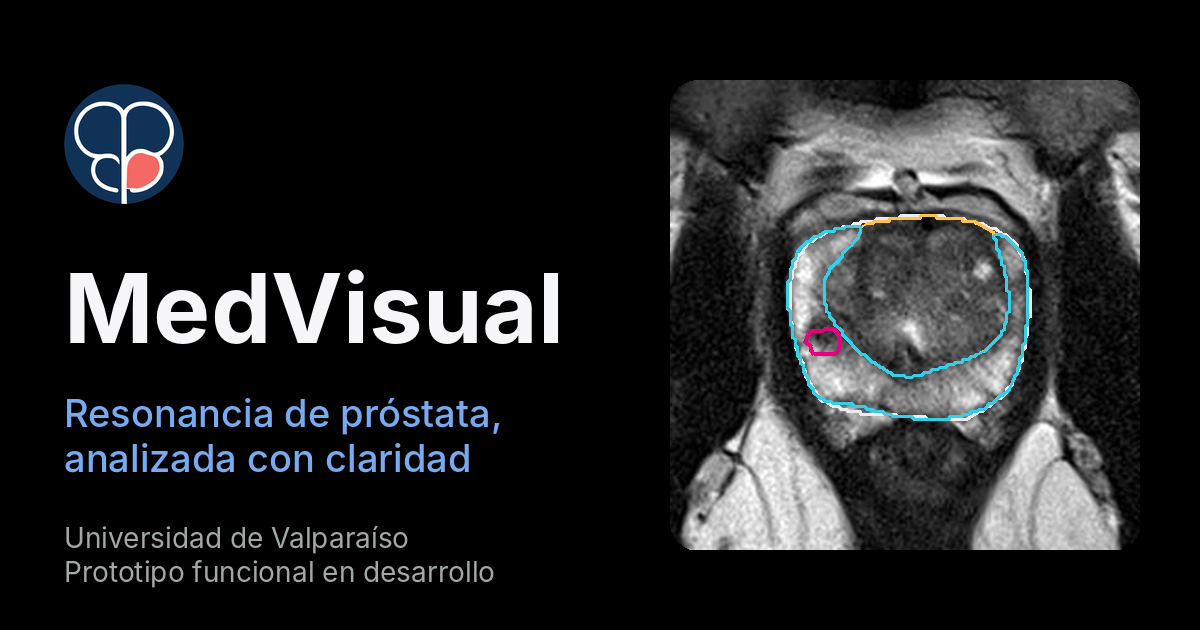 MedVisual
Resonancia de próstata,
analizada con claridad
Universidad de Valparaíso
Prototipo funcional en desarrollo